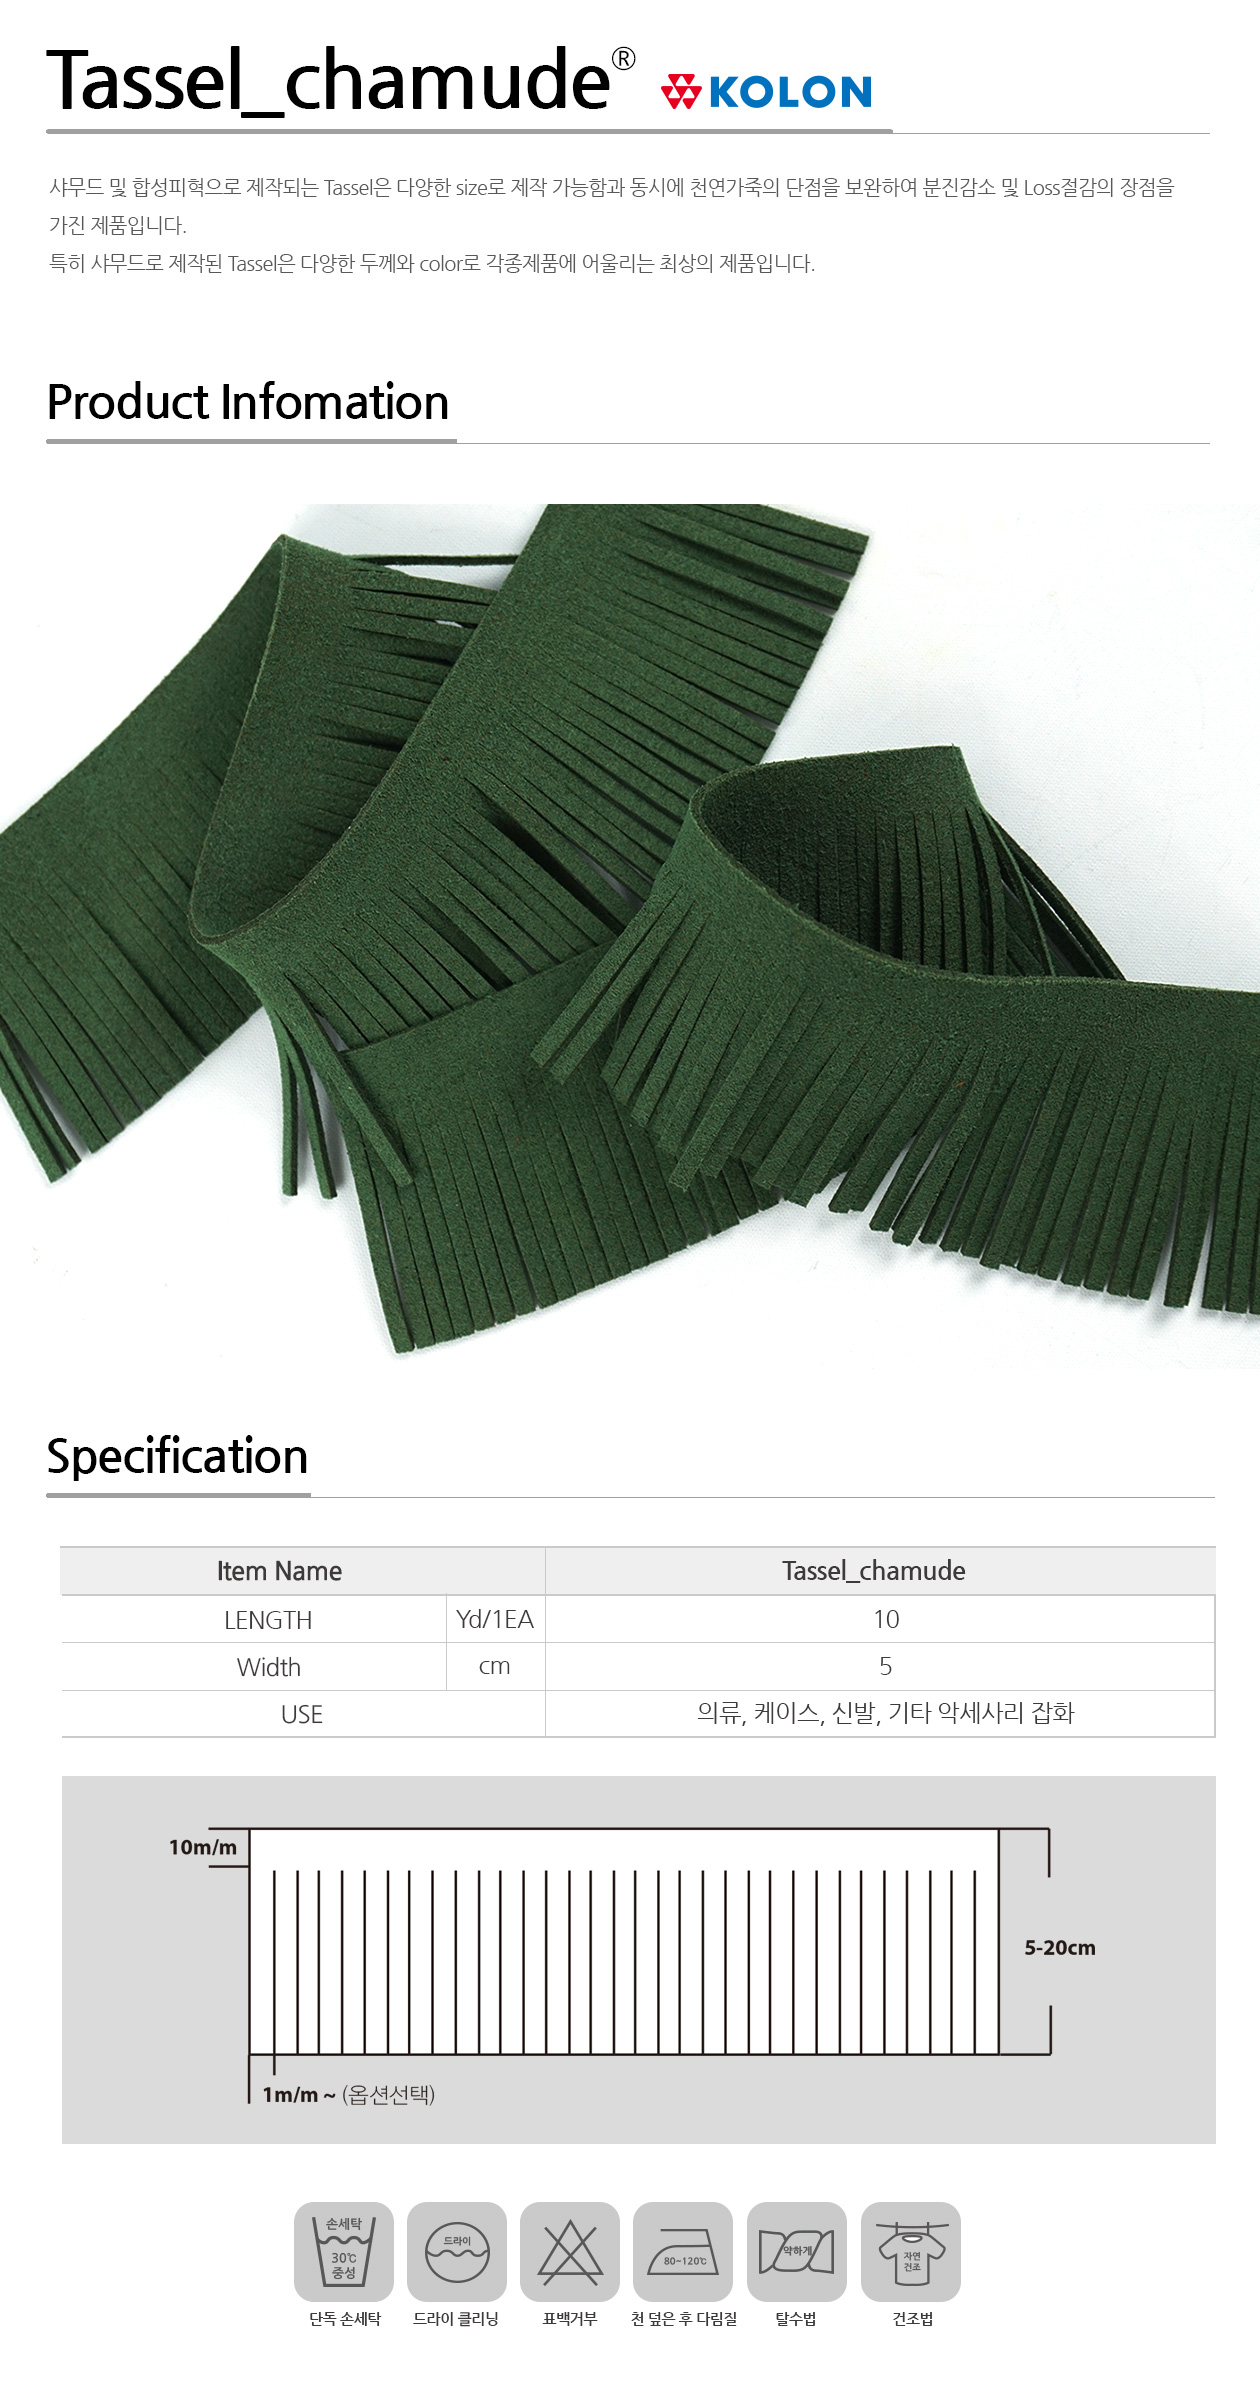 Tassel_chamude® KOLON
샤무드 및 합성피혁으로 제작되는 Tassel은 다양한 size로 제작 가능함과 동시에 천연가죽의 단점을 보완하여 분진감소 및 Loss절감의 장점을
가진 제품입니다.
특히 샤무드로 제작된 Tassel은 다양한 두께와 color로 각종제품에 어울리는 최상의 제품입니다.
Product Infomation
Specification
Item Name Tassel_chamude
LENGTH Yd/1EA 10
Width cm 5
USE 의류, 케이스, 신발, 기타 악세사리 잡화
10m/m
5-20cm
1m/m ~ (옵션선택)
손세탁
30℃
중성
드라이
80~120℃
약하게
자연
건조
단독 손세탁 드라이 클리닝 표백거부 천 덮은 후 다림질 탈수법 건조법